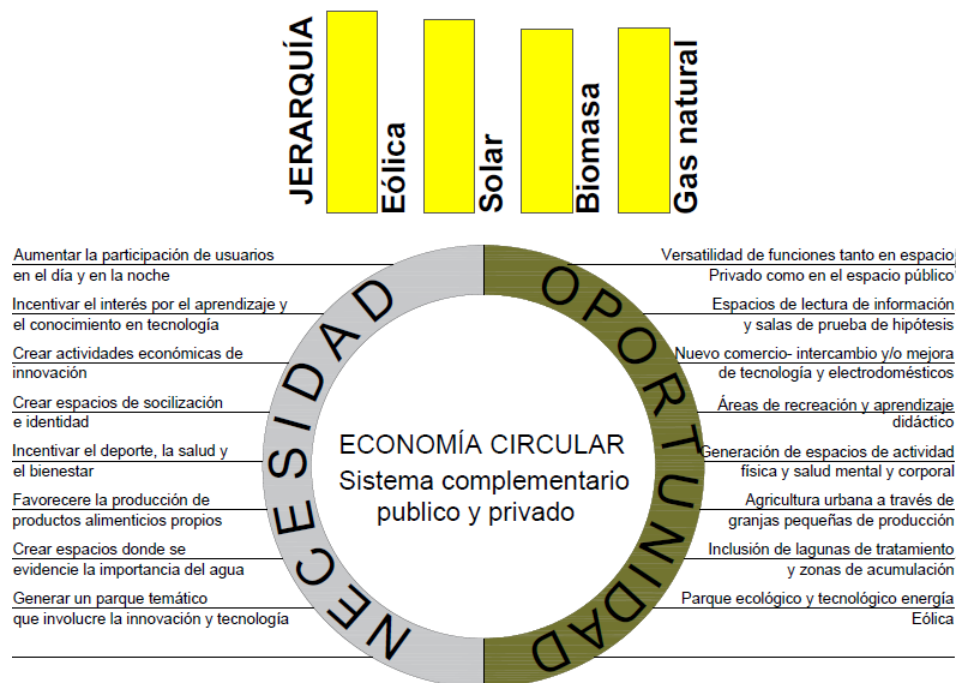 JERARQUÍA
Eólica
Solar
Biomasa
Gas natural
Aumentar la participación de usuarios
en el día y en la noche
Incentivar el interés por el aprendizaje y
el conocimiento en tecnología
Crear actividades económicas de
innovación
Crear espacios de socilización
e identidad
Incentivar el deporte, la salud y
el bienestar
Favorecere la producción de
productos alimenticios propios
Crear espacios donde se
evidencie la importancia del agua
Generar un parque temático
que involucre la innovación y tecnología
NECESIDAD
ECONOMÍA CIRCULAR
Sistema complementario
publico y privado
OPORTUNIDAD
Versatilidad de funciones tanto en espacio
Privado como en el espacio público
Espacios de lectura de información
y salas de prueba de hipótesis
Nuevo comercio- intercambio y/o mejora
de tecnología y electrodomésticos
Áreas de recreación y aprendizaje
didáctico
Generación de espacios de actividad
física y salud mental y corporal
Agricultura urbana a través de
granjas pequeñas de producción
Inclusión de lagunas de tratamiento
y zonas de acumulación
Parque ecológico y tecnológico energía
Eólica